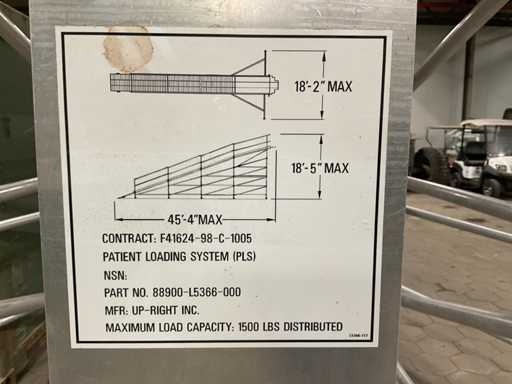 18'-2" MAX
18'-5" MAX
45'-4" MAX
CONTRACT: F41624-98-C-1005
PATIENT LOADING SYSTEM (PLS)
NSN:
PART NO. 88900-L5366-000
MFR: UP-RIGHT INC.
MAXIMUM LOAD CAPACITY: 1500 LBS DISTRIBUTED